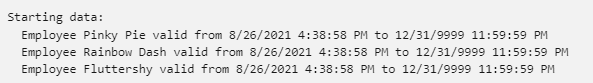 Starting data:
Employee Pinky Pie valid from 8/26/2021 4:38:58 PM to 12/31/9999 11:59:59 PM
Employee Rainbow Dash valid from 8/26/2021 4:38:58 PM to 12/31/9999 11:59:59 PM
Employee Fluttershy valid from 8/26/2021 4:38:58 PM to 12/31/9999 11:59:59 PM